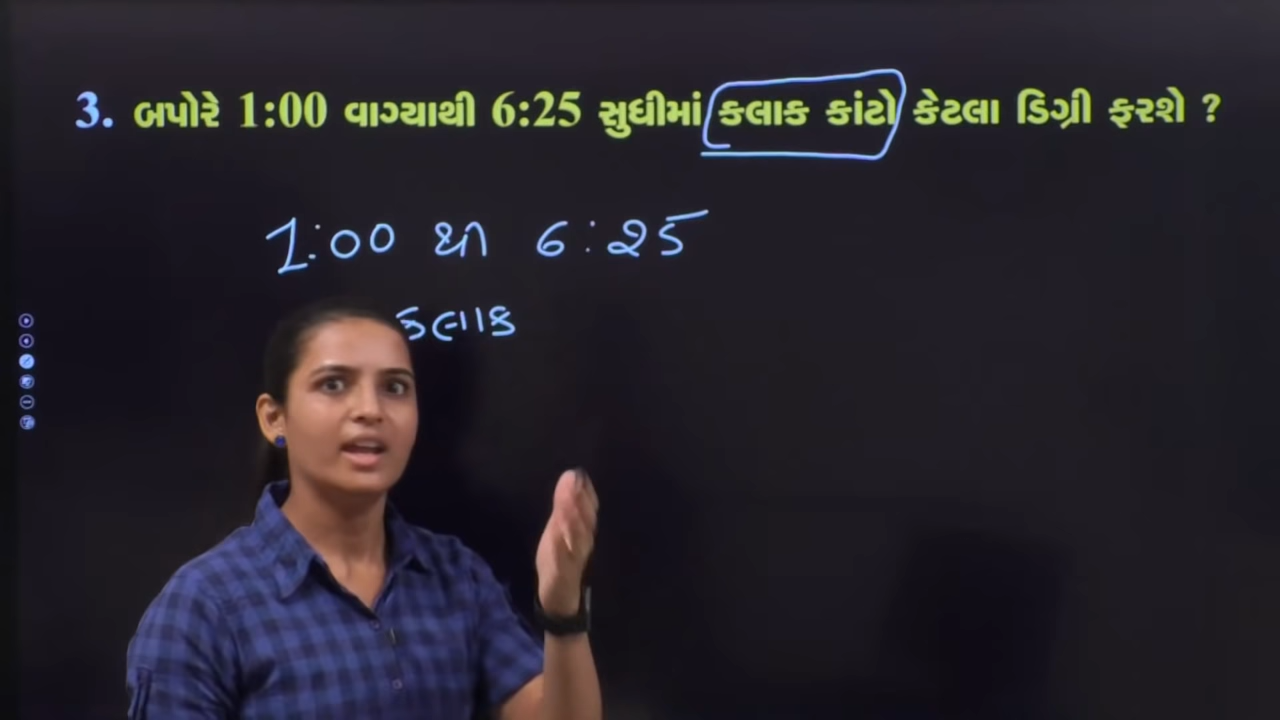 3. બપોરે 1:00 વાગ્યાથી 6:25 સુધીમાં કલાક કાંટો કેટલા ડિગ્રી ફરશે ?
1:00 થી 6:25
કલાક